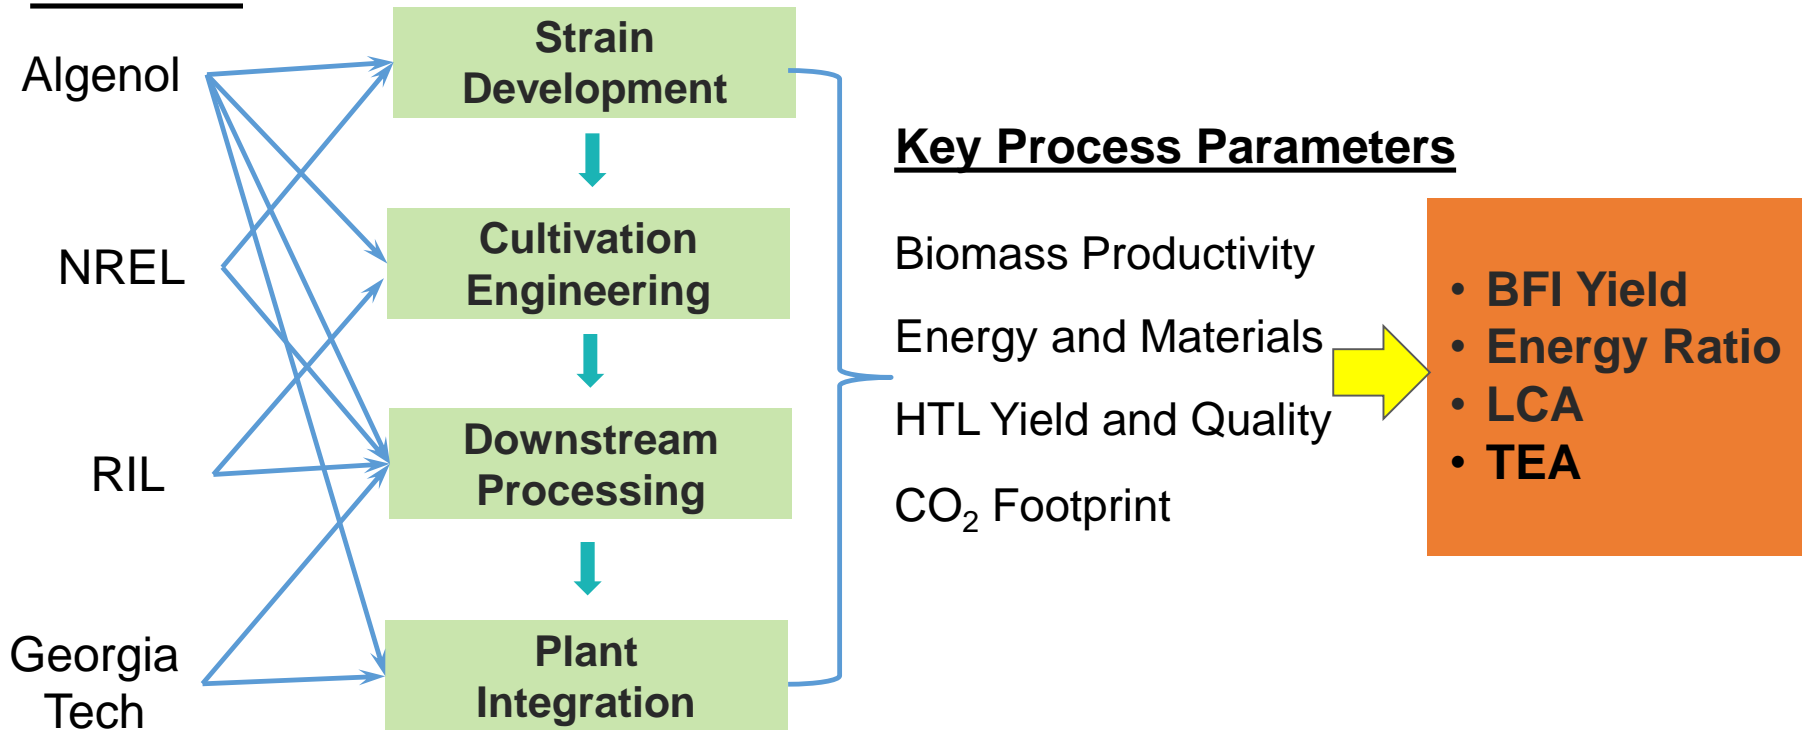 Algenol
NREL
RIL
Georgia
Tech
Strain
Development
Cultivation
Engineering
Downstream
Processing
Plant
Integration
Key Process Parameters
Biomass Productivity
Energy and Materials
HTL Yield and Quality
CO₂ Footprint
• BFI Yield
• Energy Ratio
• LCA
• TEA